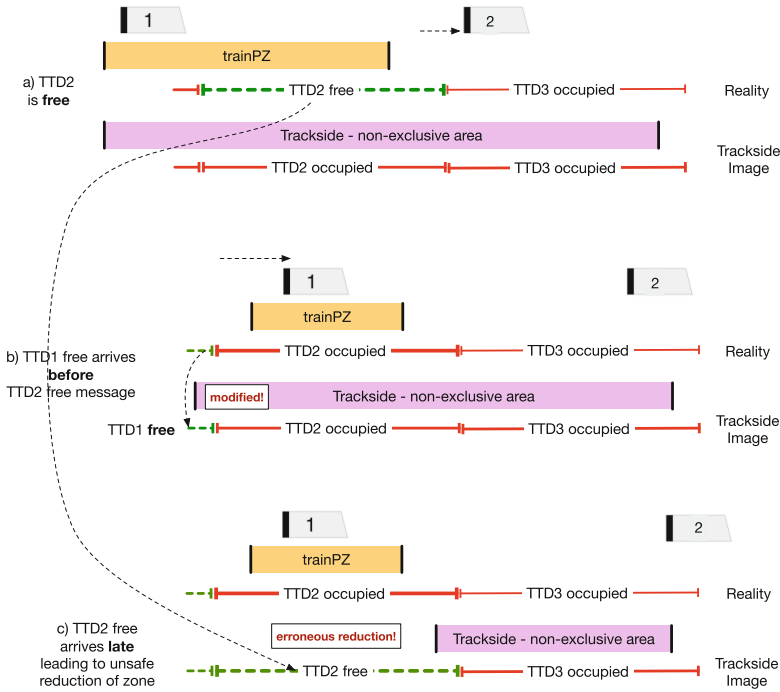 1
2
trainPZ
a) TTD2
is free
TTD2 free
TTD3 occupied
Reality
Trackside - non-exclusive area
Trackside
Image
TTD2 occupied
TTD3 occupied
1
2
trainPZ
b) TTD1 free arrives
before
TTD2 free message
TTD2 occupied
TTD3 occupied
Reality
modified!
Trackside - non-exclusive area
TTD1 free
TTD2 occupied
TTD3 occupied
Trackside
Image
1
2
trainPZ
TTD2 occupied
TTD3 occupied
Reality
c) TTD2 free
arrives late
leading to unsafe
reduction of zone
erroneous reduction!
Trackside - non-exclusive area
TTD2 free
TTD3 occupied
Trackside
Image